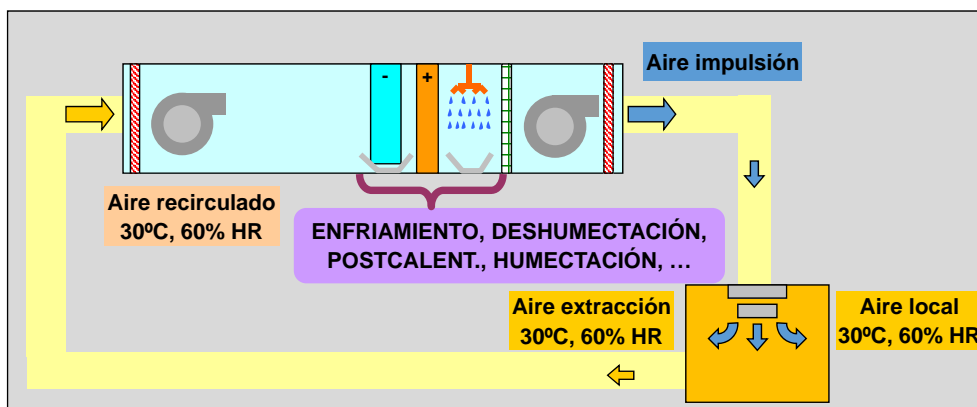 Aire impulsión
-
+
Aire recirculado
30ºC, 60% HR
ENFRIAMIENTO, DESHUMECTACIÓN,
POSTCALENT., HUMECTACIÓN, …
Aire extracción
30ºC, 60% HR
Aire local
30ºC, 60% HR